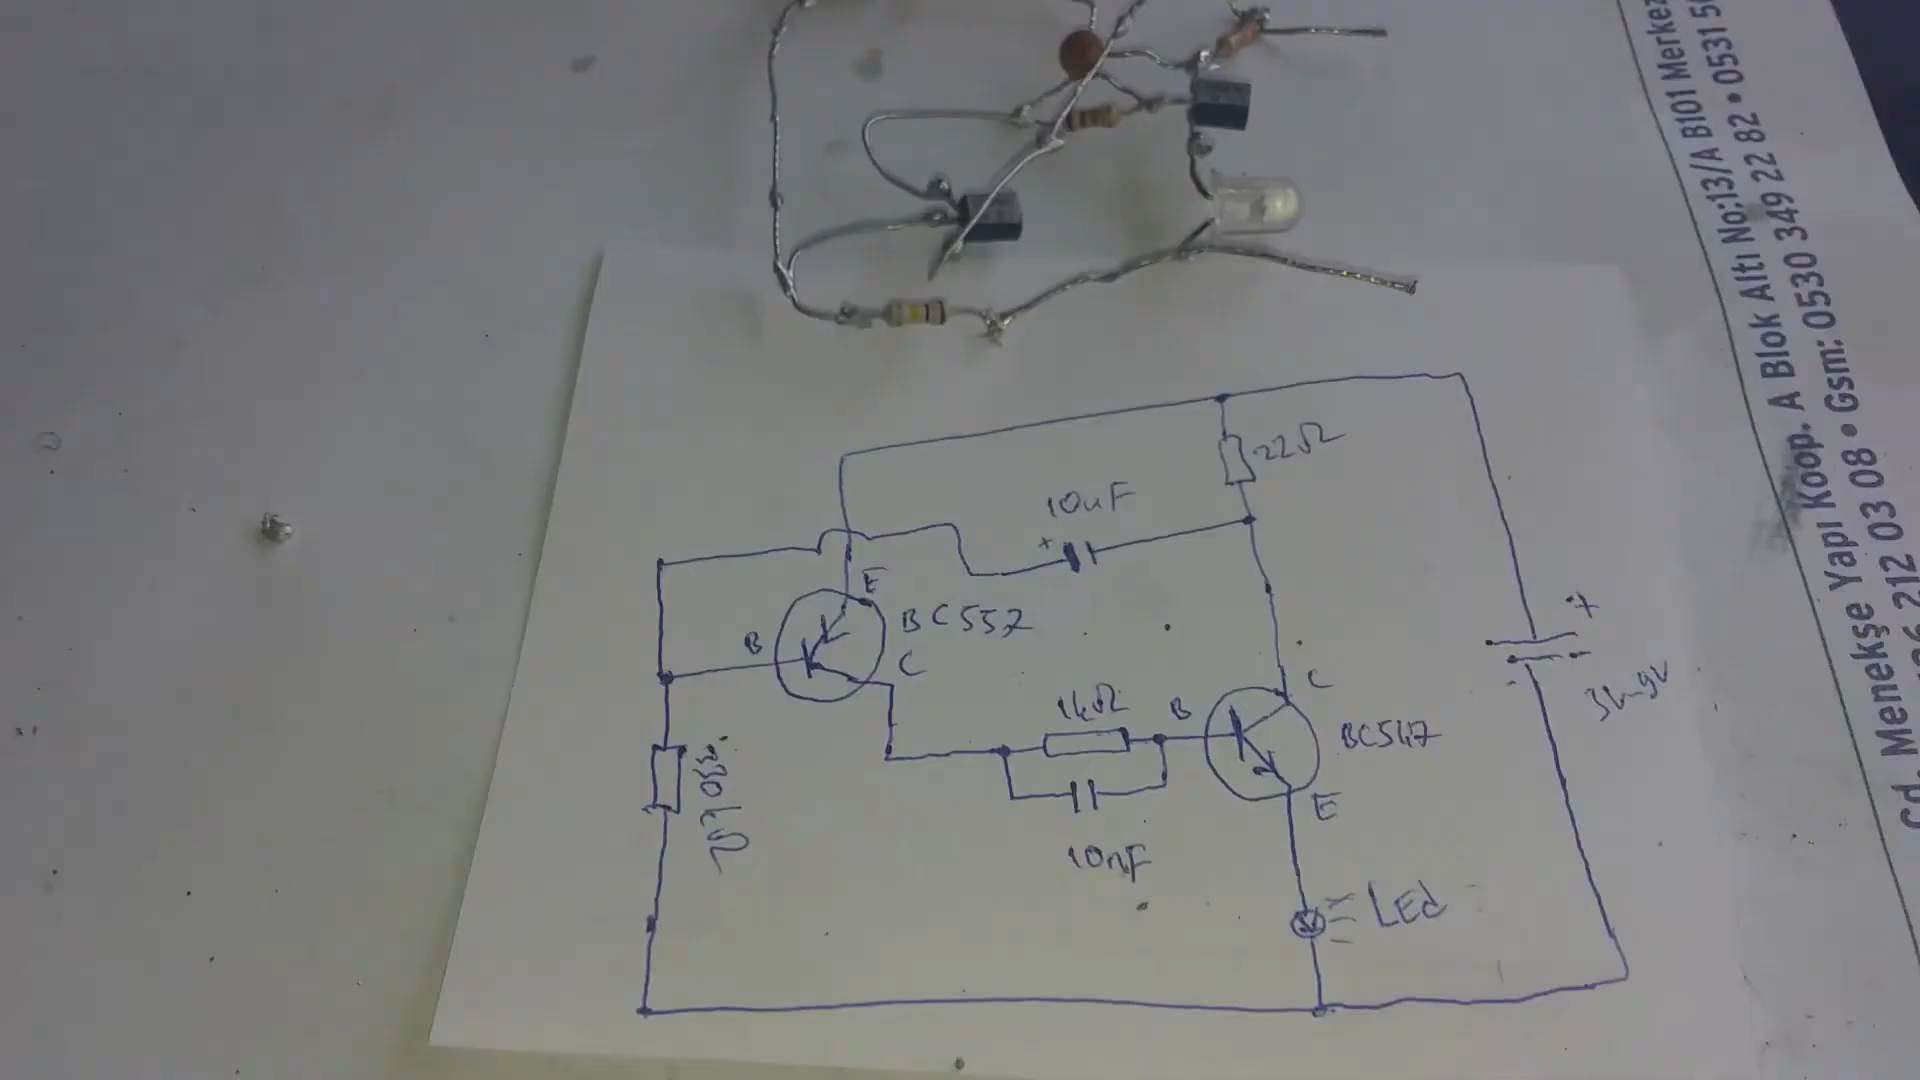 Cd. Menekşe Yapı Koop. A Blok Altı No:13/A B101 Merkez
212 03 08 • Gsm: 0530 349 22 82 • 0531 5
22Ω
10uF
+
E
BC557
B
C
+
3V-9V
1kΩ
B
C
BC547
E
10nF
LEd